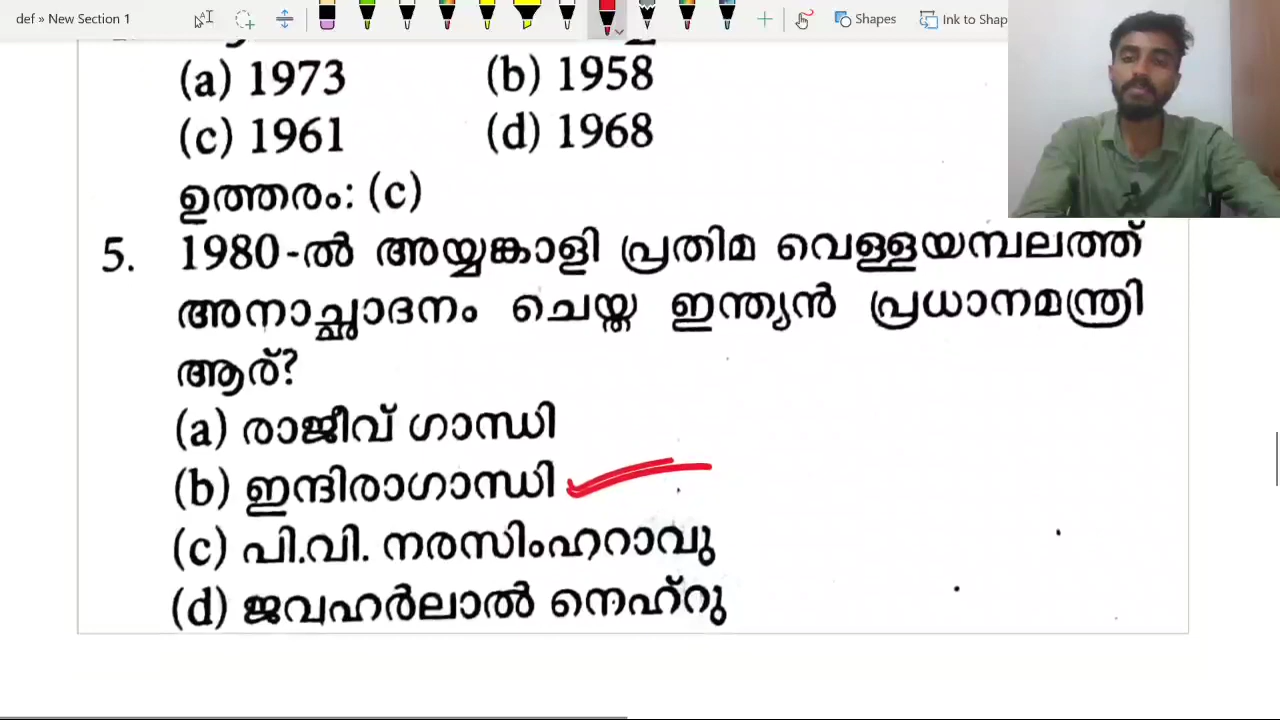 def » New Section 1
Shapes
Ink to Shap
(a) 1973 (b) 1958
(c) 1961 (d) 1968
ഉത്തരം: (c)
5. 1980-ൽ അയ്യങ്കാളി പ്രതിമ വെള്ളയമ്പലത്ത്
അനാച്ഛാദനം ചെയ്ത ഇന്ത്യൻ പ്രധാനമന്ത്രി
ആര്?
(a) രാജീവ് ഗാന്ധി
(b) ഇന്ദിരാഗാന്ധി
(c) പി.വി. നരസിംഹറാവു
(d) ജവഹർലാൽ നെഹ്റു